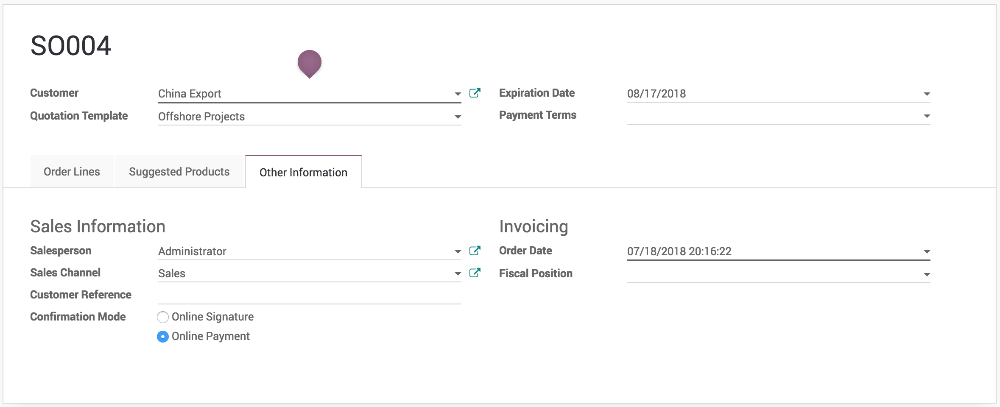 SO004
Customer China Export
Quotation Template Offshore Projects
Expiration Date 08/17/2018
Payment Terms
Order Lines Suggested Products Other Information
Sales Information
Salesperson Administrator
Sales Channel Sales
Customer Reference
Confirmation Mode Online Signature
Online Payment
Invoicing
Order Date 07/18/2018 20:16:22
Fiscal Position